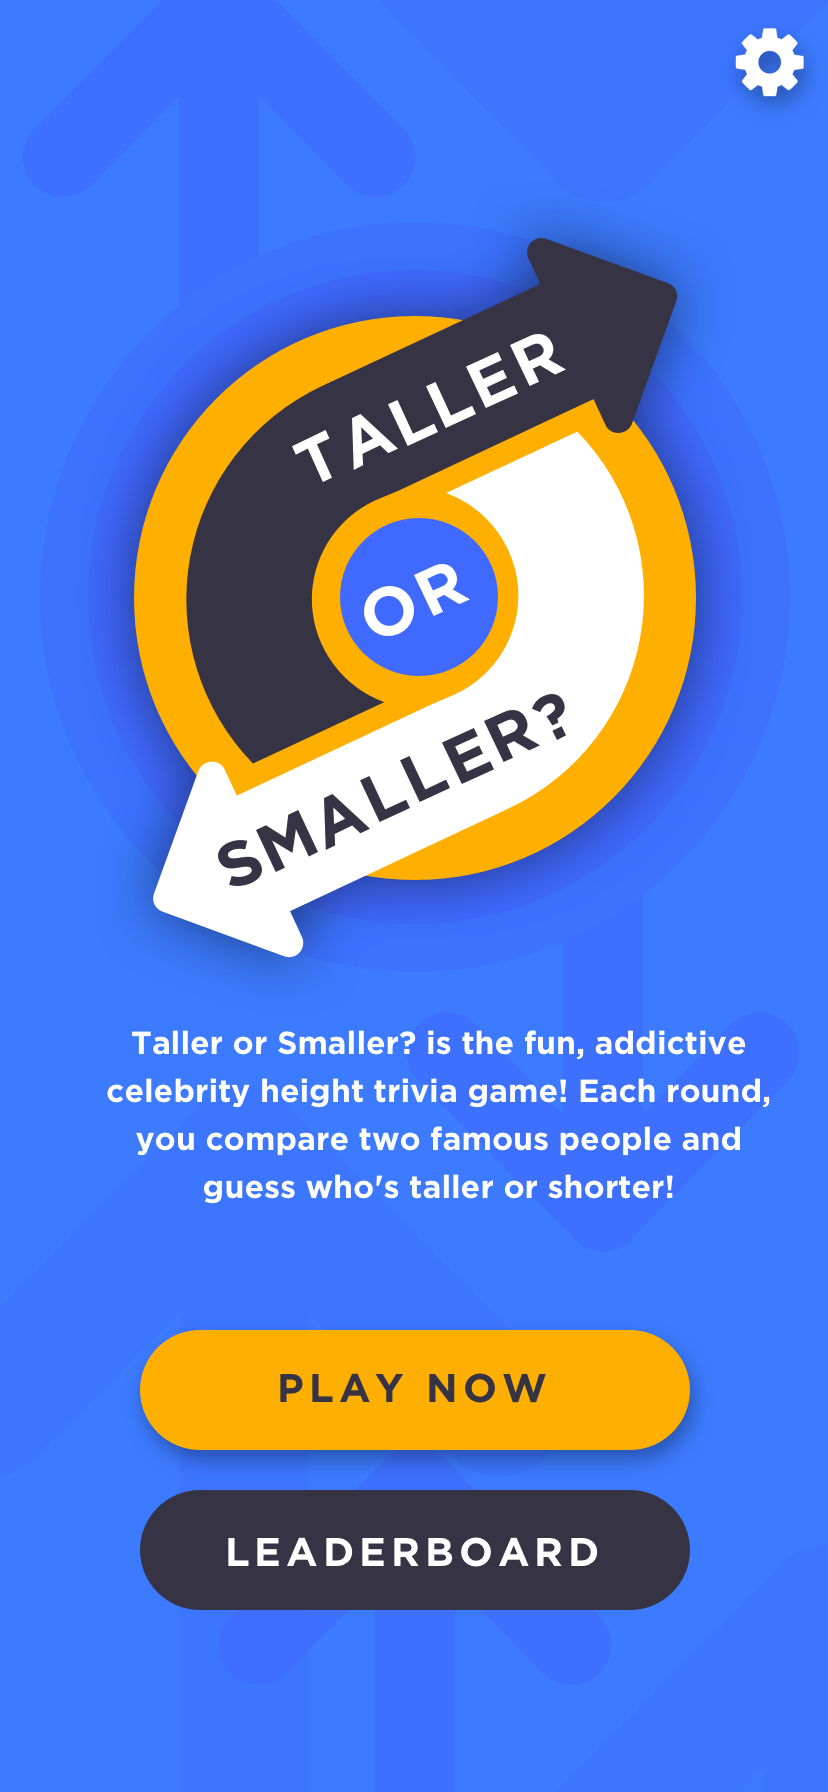 TALLER
OR
SMALLER?
Taller or Smaller? is the fun, addictive
celebrity height trivia game! Each round,
you compare two famous people and
guess who's taller or shorter!
PLAY NOW
LEADERBOARD